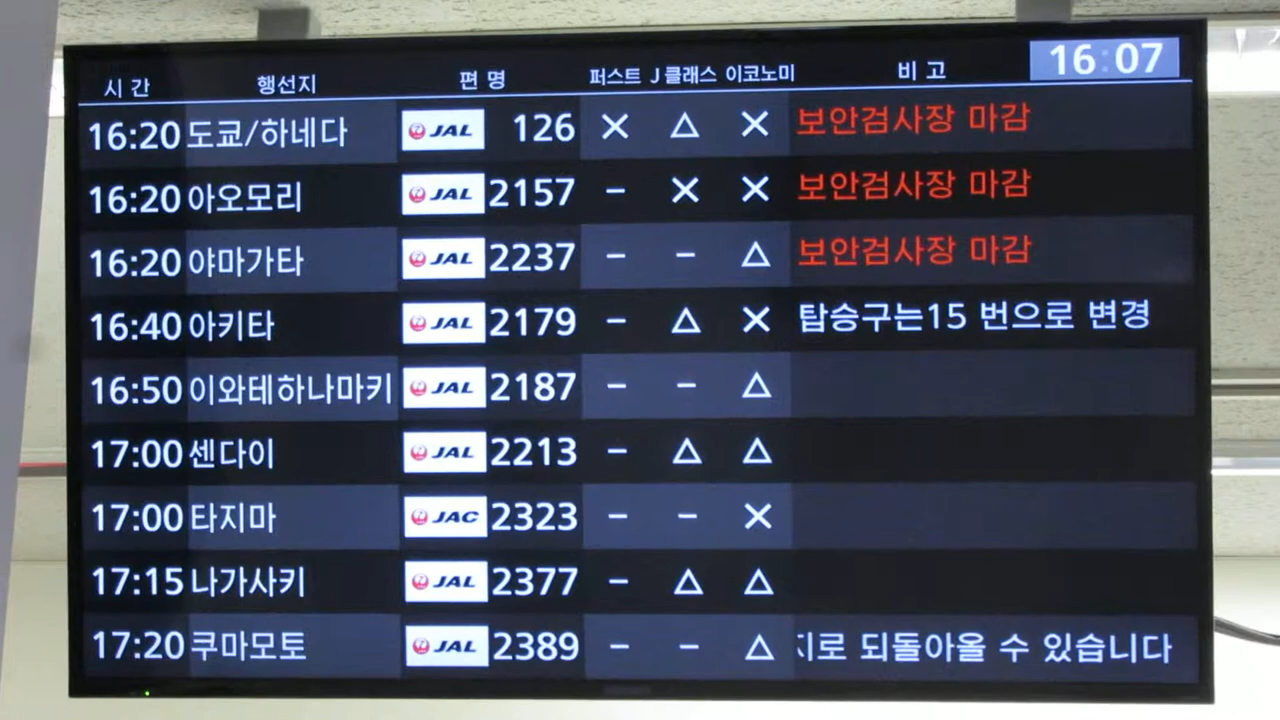 시간 행선지 편명 퍼스트 J클래스 이코노미 비고 16:07
16:20 도쿄/하네다 JAL 126 × △ × 보안검사장 마감
16:20 아오모리 JAL 2157 - × × 보안검사장 마감
16:20 야마가타 JAL 2237 - - △ 보안검사장 마감
16:40 아키타 JAL 2179 - △ × 탑승구는15 번으로 변경
16:50 이와테하나마키 JAL 2187 - - △
17:00 센다이 JAL 2213 - △ △
17:00 타지마 JAC 2323 - - ×
17:15 나가사키 JAL 2377 - △ △
17:20 쿠마모토 JAL 2389 - - △ 지로 되돌아올 수 있습니다